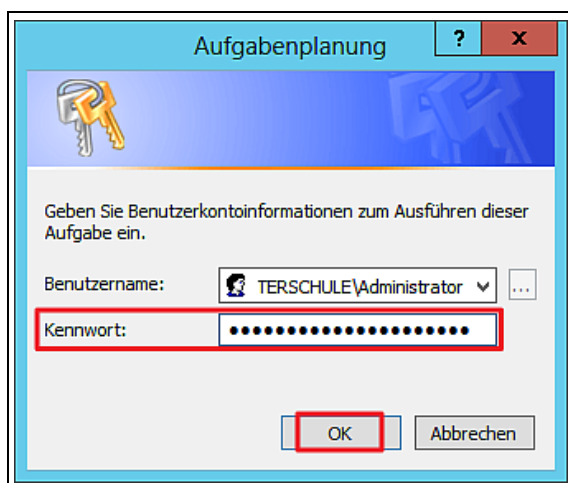 Aufgabenplanung
?
x
Geben Sie Benutzerkontoinformationen zum Ausführen dieser
Aufgabe ein.
Benutzername: TERSCHULE\Administrator ...
Kennwort: •••••••••••••••••••••
OK Abbrechen